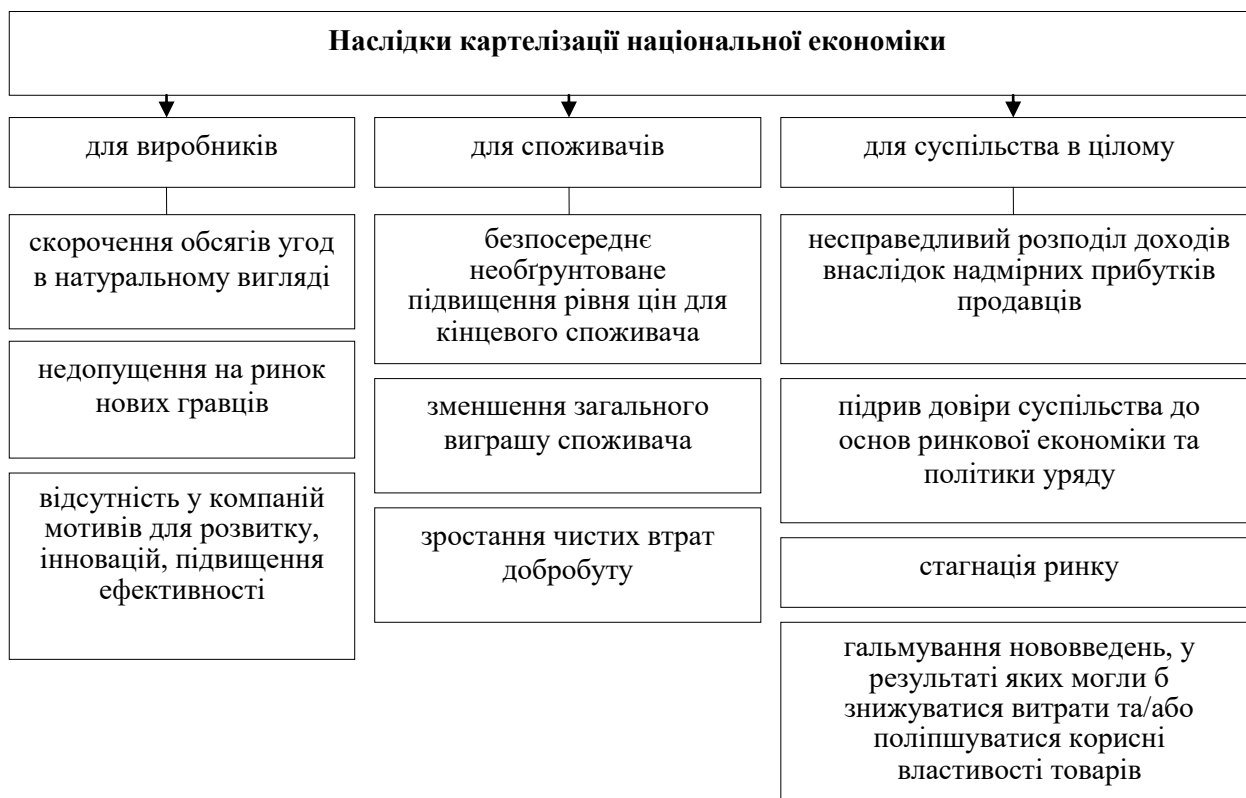 Наслідки картелізації національної економіки
для виробників
скорочення обсягів угод
в натуральному вигляді
недопущення на ринок
нових гравців
відсутність у компаній
мотивів для розвитку,
інновацій, підвищення
ефективності
для споживачів
безпосереднє
необґрунтоване
підвищення рівня цін для
кінцевого споживача
зменшення загального
виграшу споживача
зростання чистих втрат
добробуту
для суспільства в цілому
несправедливий розподіл доходів
внаслідок надмірних прибутків
продавців
підрив довіри суспільства до
основ ринкової економіки та
політики уряду
стагнація ринку
гальмування нововведень, у
результаті яких могли б
знижуватися витрати та/або
поліпшуватися корисні
властивості товарів